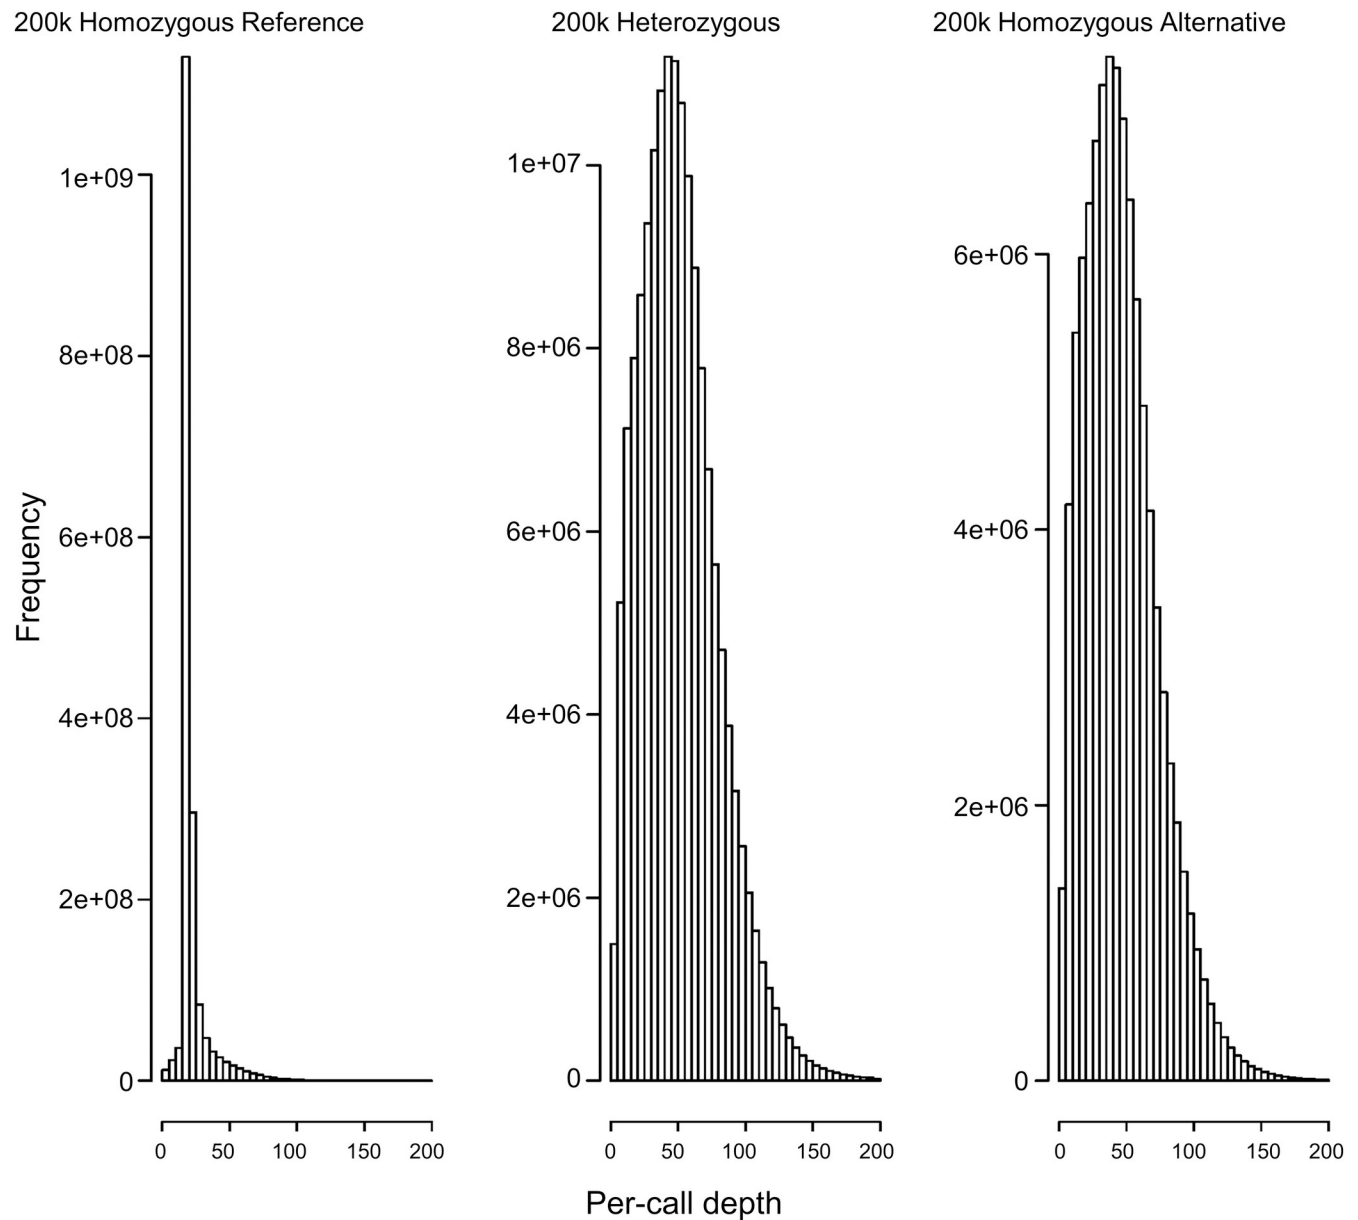 200k Homozygous Reference
200k Heterozygous
200k Homozygous Alternative
Frequency
1e+09
8e+08
6e+08
4e+08
2e+08
0
0 50 100 150 200
1e+07
8e+06
6e+06
4e+06
2e+06
0
0 50 100 150 200
6e+06
4e+06
2e+06
0
0 50 100 150 200
Per-call depth